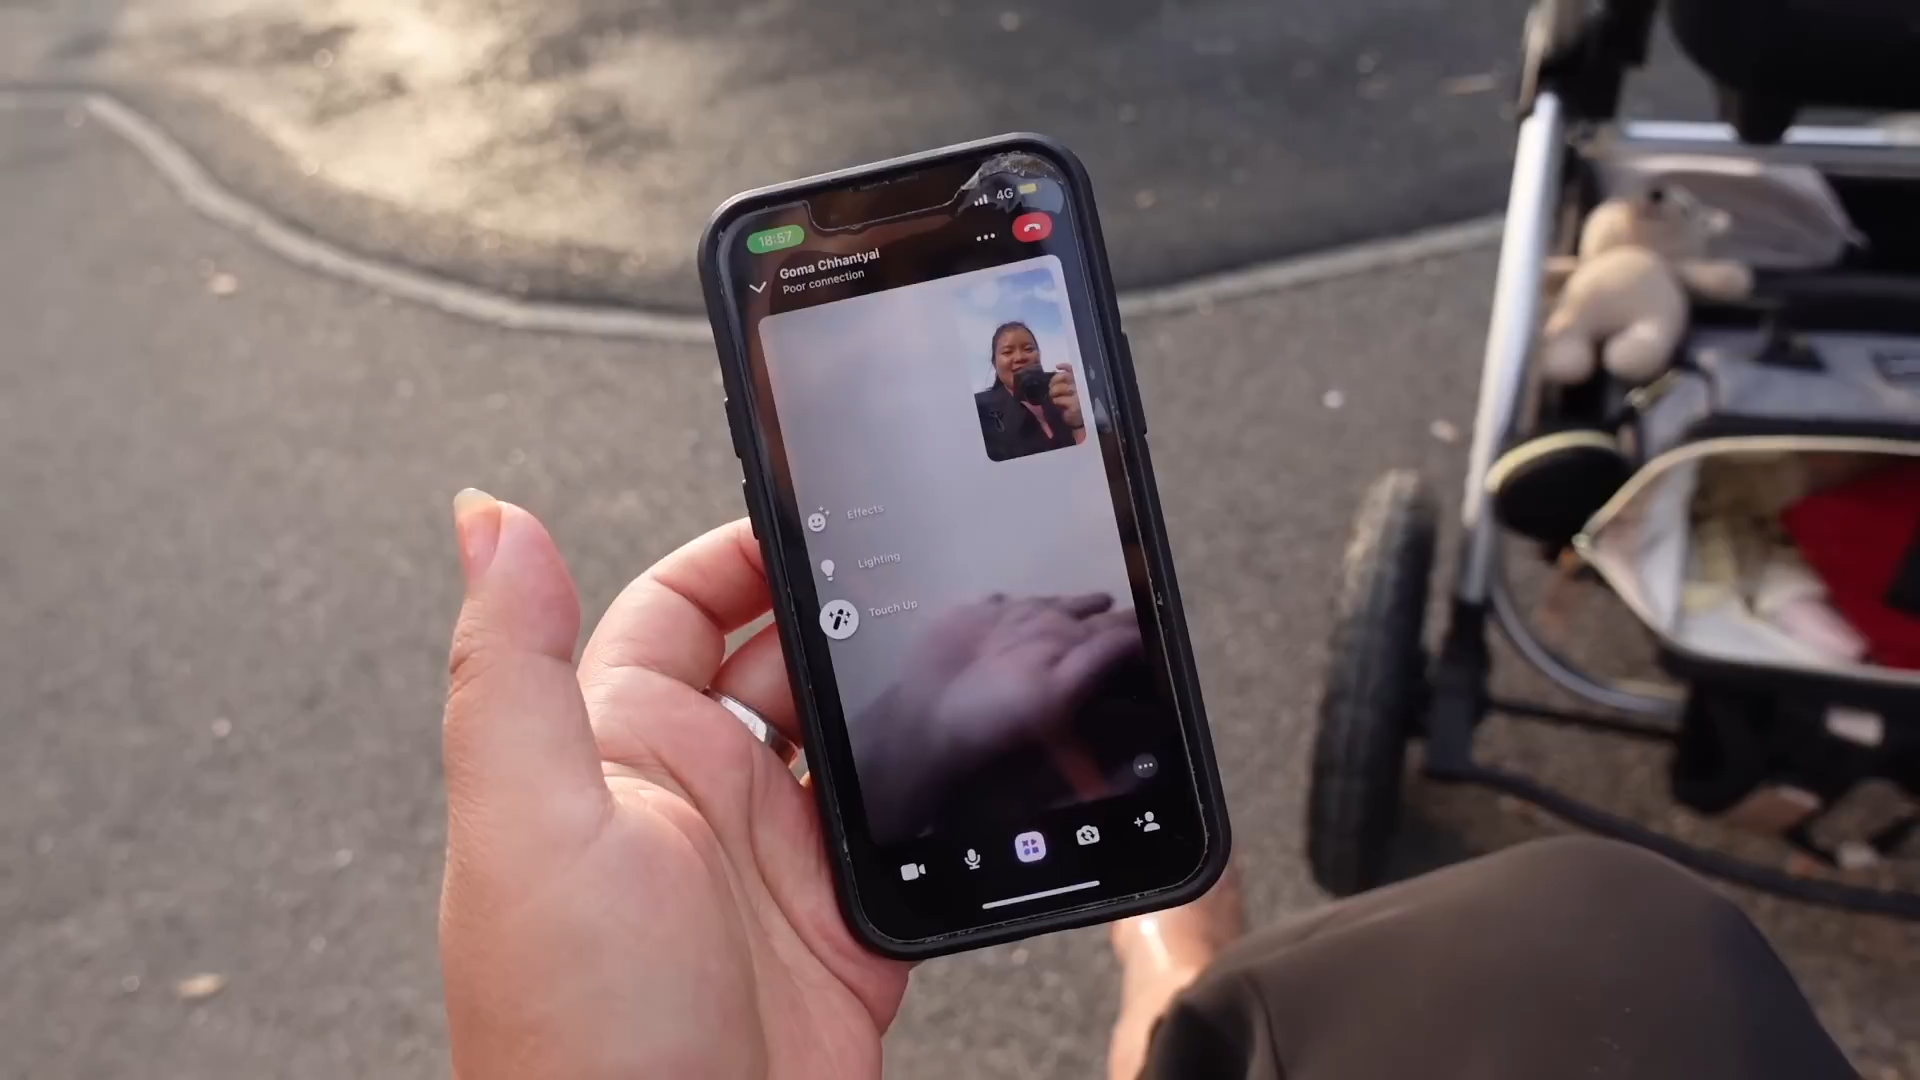 18:57
4G
Goma Chhantyal
Poor connection
Effects
Lighting
Touch Up